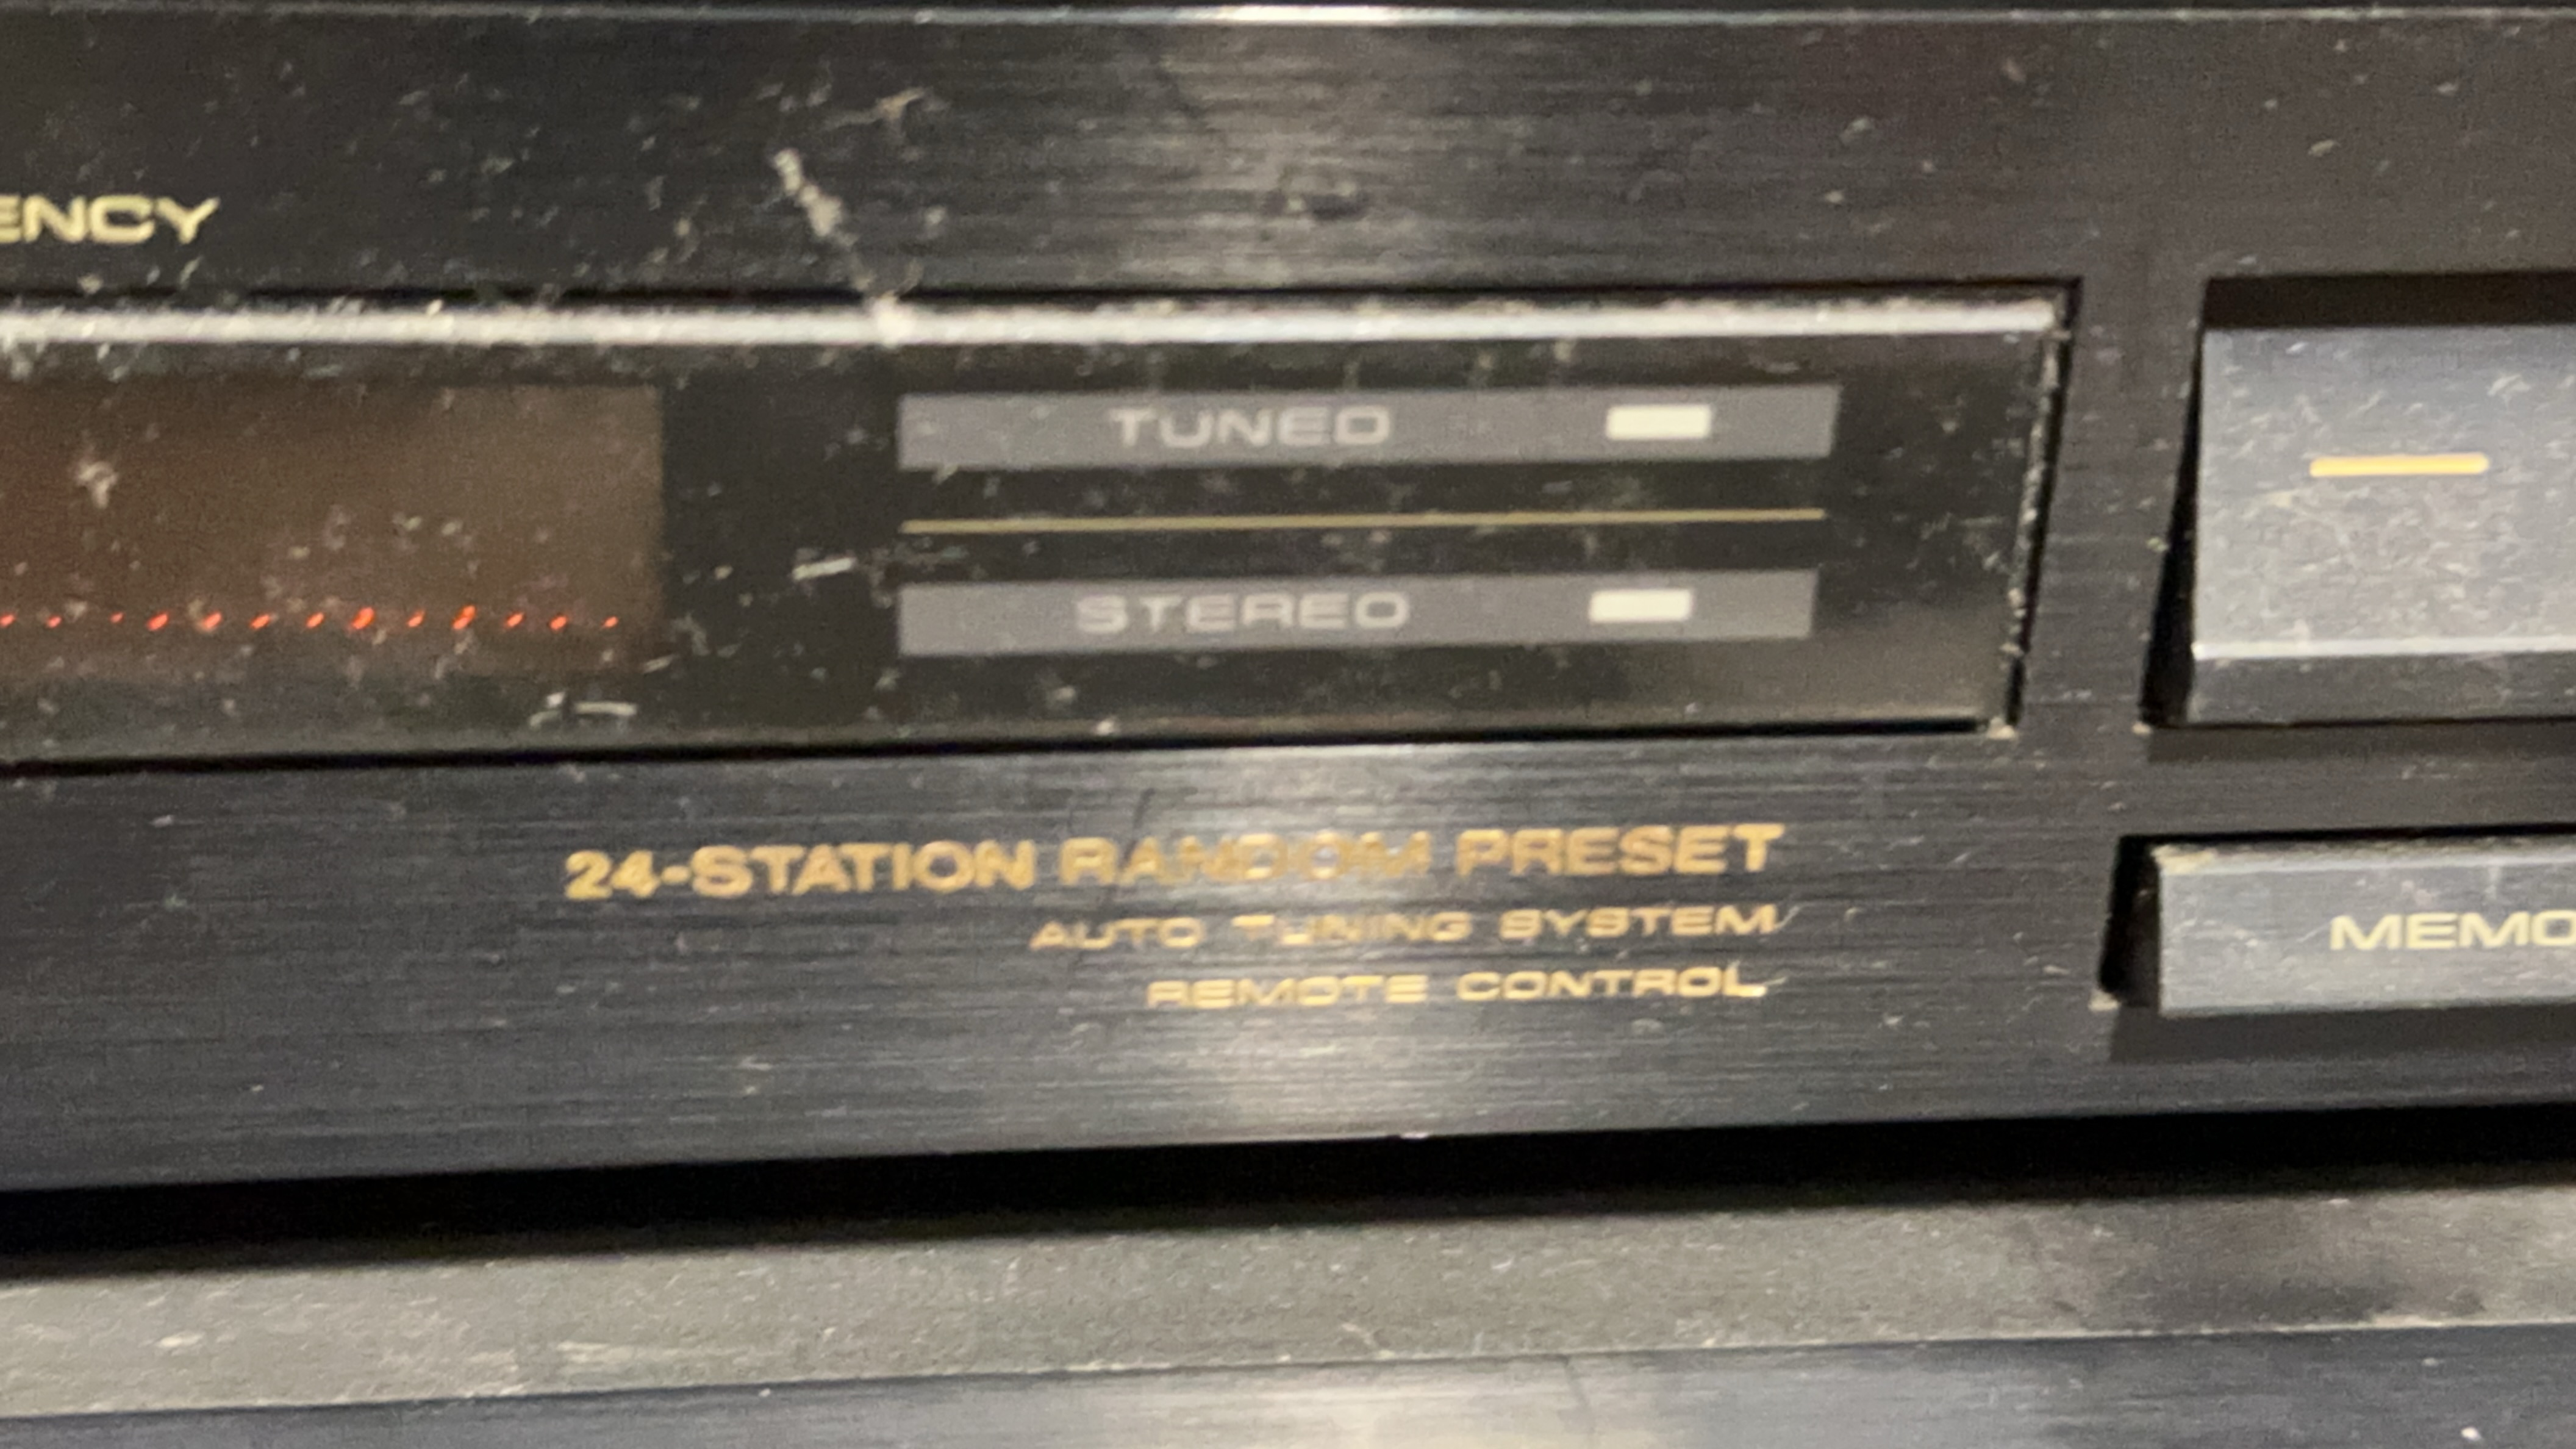 ENCY
TUNED
STEREO
24-STATION RANDOM PRESET
AUTO TUNING SYSTEM
REMOTE CONTROL
MEMO